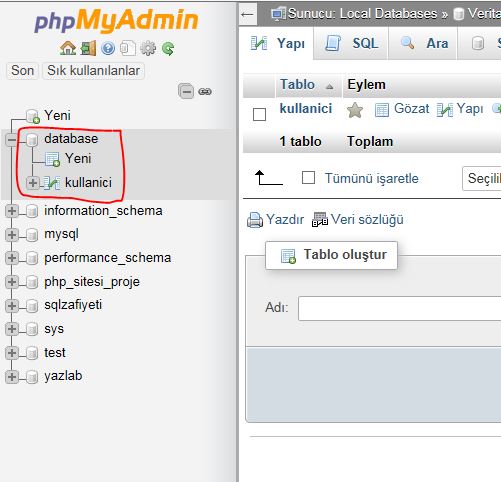 phpMyAdmin
Son Sık kullanılanlar
Yeni
database
Yeni
kullanici
information_schema
mysql
performance_schema
php_sitesi_proje
sqlzafiyeti
sys
test
yazlab
Sunucu: Local Databases »
Yapı SQL Ara
Tablo Eylem
kullanici Gözat Yapı
1 tablo Toplam
Tümünü işaretle
Yazdır Veri sözlüğü
Tablo oluştur
Adı: